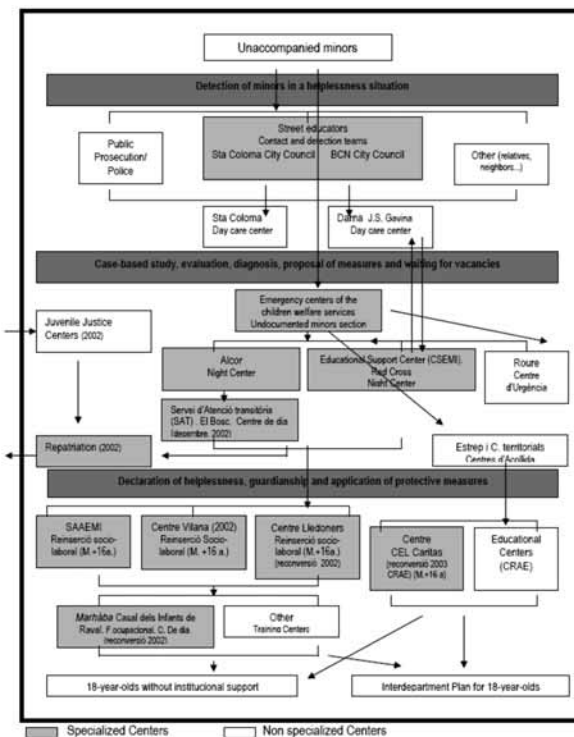 Unaccompanied minors
Detection of minors in a helplessness situation
Public
Prosecution/
Police
Street educators
Contact and detection teams
Sta Coloma City Council BCN City Council
Other (relatives,
neighbors...)
Sta Coloma
Day care center
Darna J.S. Gavina
Day care center
Case-based study, evaluation, diagnosis, proposal of measures and waiting for vacancies
Juvenile Justice
Centers (2002)
Emergency centers of the
children welfare services
Undocumented minors section
Alcor
Night Center
Educational Support Center (CSEMI).
Red Cross
Night Center
Roure
Centre
d'Urgència
Servei d'Atenció transitòria
(SAT) . El Bosc. Centre de dia
(desembre. 2002)
Repatriation (2002)
Estrep i C. territorials
Centres d'Acollida
Declaration of helplessness, guardianship and application of protective measures
SAAEMI
Reinserció socio-
laboral (M.+16a.)
Centre Vilana (2002)
Reinserció Socio-
laboral (M.+16 a.)
Centre Lledoners
Reinserció socio-
laboral (M.+16a.)
(reconversió 2002)
Centre
CEL Caritas
(reconversió 2003
CRAE) (M.+16 a)
Educational
Centers
(CRAE)
Marhàba Casal dels Infants de
Raval. F.ocupacional. C. De dia
(reconversió 2002)
Other
Training Centers
18-year-olds without institutional support
Interdepartment Plan for 18-year-olds
Specialized Centers
Non specialized Centers